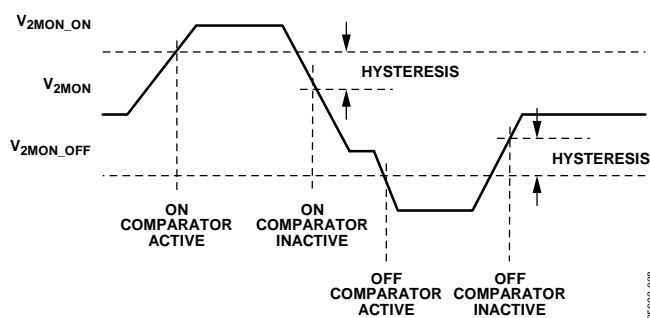 V2MON_ON
HYSTERESIS
V2MON
V2MON_OFF
HYSTERESIS
ON
COMPARATOR
ACTIVE
ON
COMPARATOR
INACTIVE
OFF
COMPARATOR
ACTIVE
OFF
COMPARATOR
INACTIVE